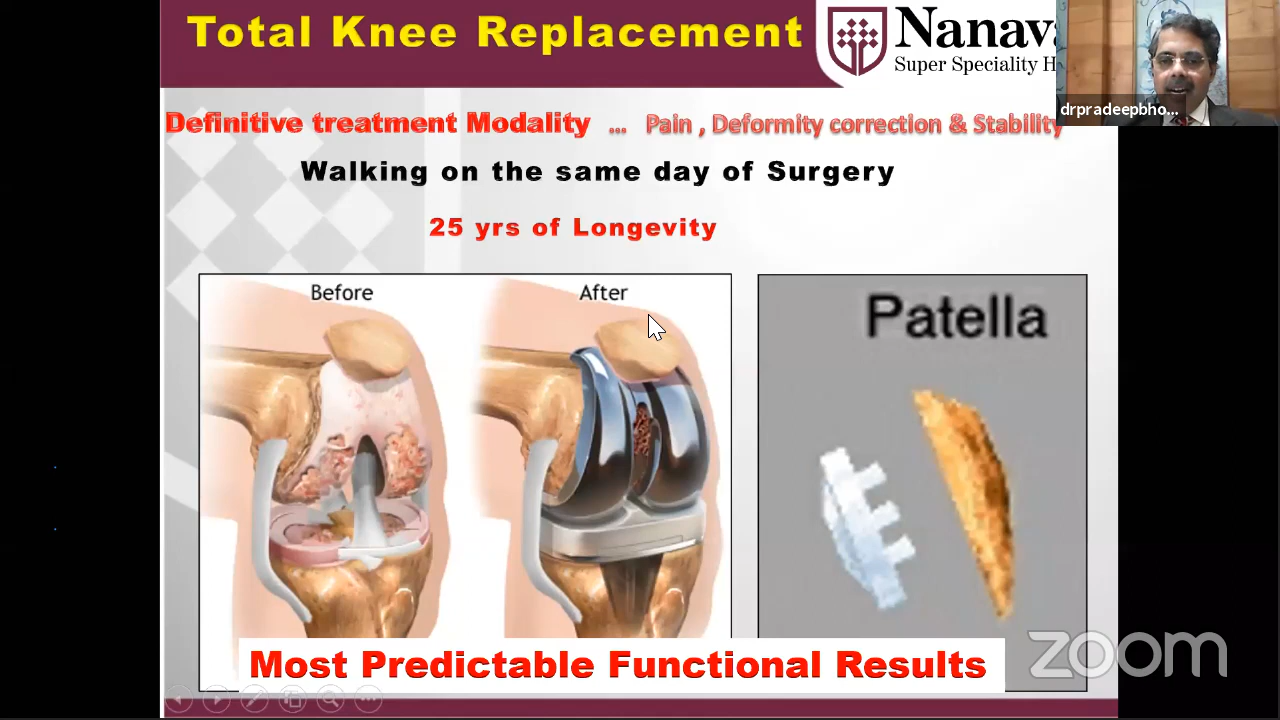 Total Knee Replacement
Nanava
Super Speciality H
drpradeepbho...
Definitive treatment Modality ... Pain , Deformity correction & Stability
Walking on the same day of Surgery
25 yrs of Longevity
Before
After
Patella
Most Predictable Functional Results
zoom